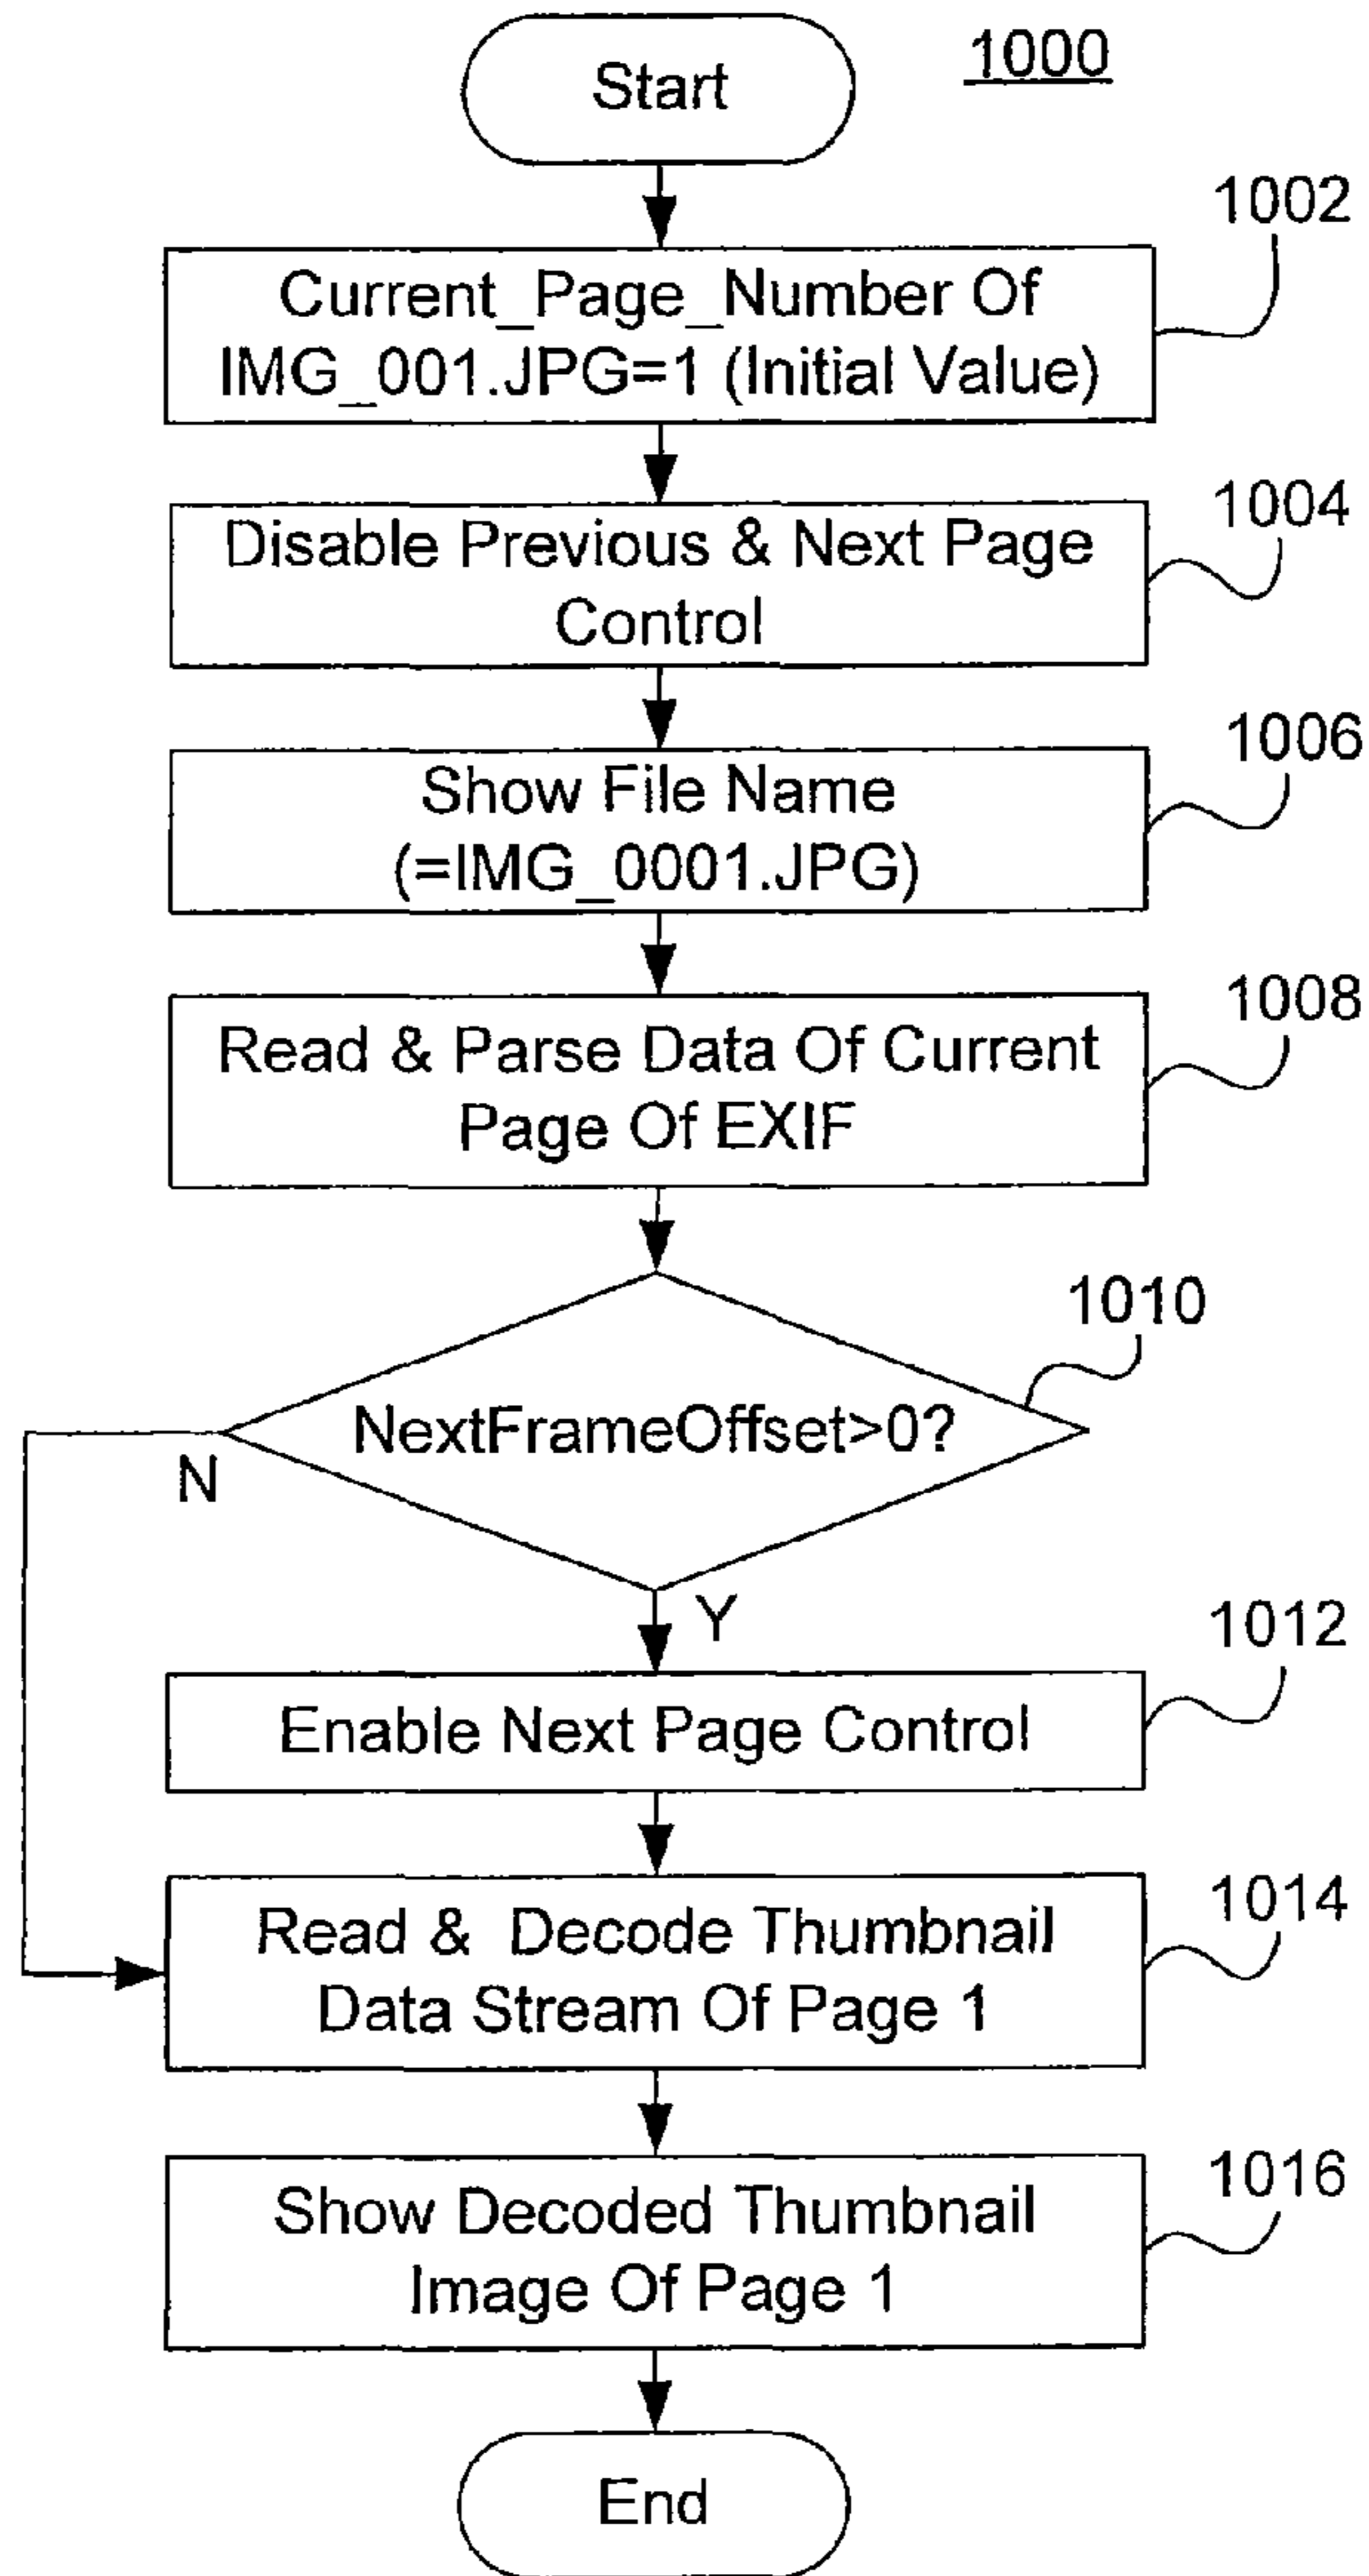 Start
1000
1002
Current_Page_Number Of
IMG_001.JPG=1 (Initial Value)
1004
Disable Previous & Next Page
Control
1006
Show File Name
(=IMG_0001.JPG)
1008
Read & Parse Data Of Current
Page Of EXIF
1010
NextFrameOffset>0?
N
Y
1012
Enable Next Page Control
1014
Read & Decode Thumbnail
Data Stream Of Page 1
1016
Show Decoded Thumbnail
Image Of Page 1
End